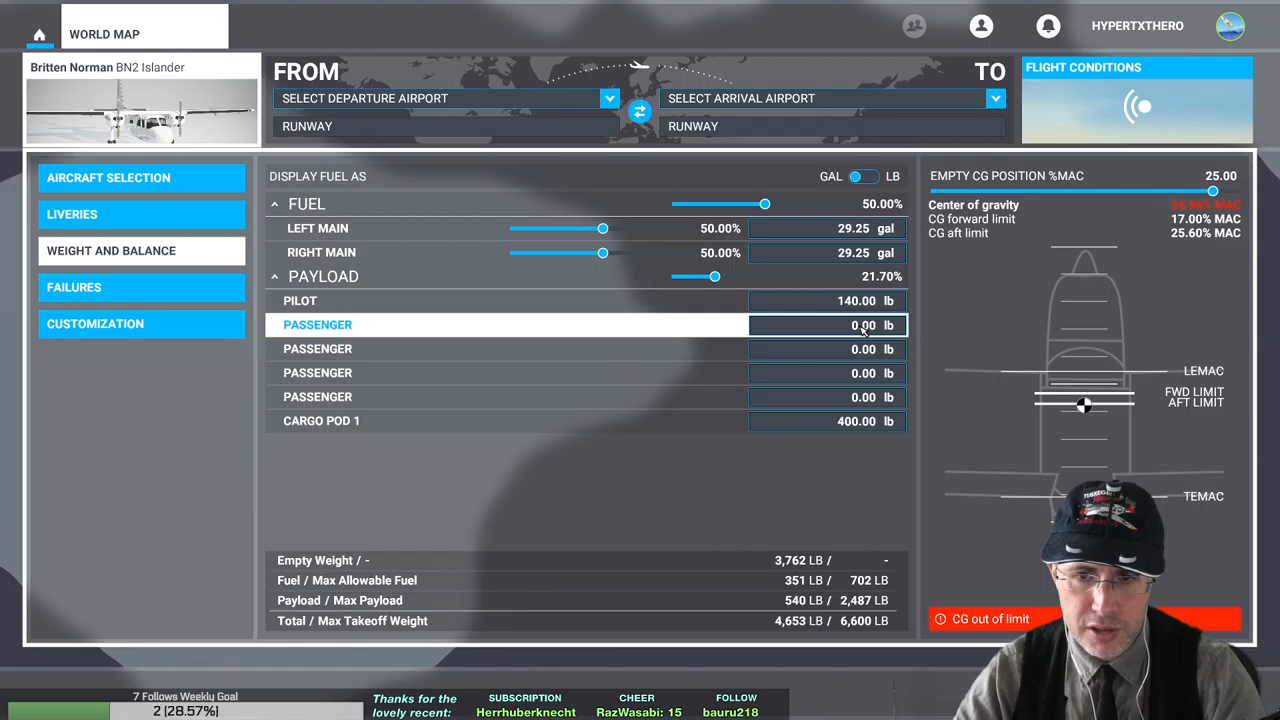 WORLD MAP
HYPERTXTHERO
Britten Norman BN2 Islander
FROM
TO
SELECT DEPARTURE AIRPORT
SELECT ARRIVAL AIRPORT
RUNWAY
RUNWAY
FLIGHT CONDITIONS
AIRCRAFT SELECTION
LIVERIES
WEIGHT AND BALANCE
FAILURES
CUSTOMIZATION
DISPLAY FUEL AS GAL LB
FUEL 50.00%
LEFT MAIN 50.00% 29.25 gal
RIGHT MAIN 50.00% 29.25 gal
PAYLOAD 21.70%
PILOT 140.00 lb
PASSENGER 0.00 lb
PASSENGER 0.00 lb
PASSENGER 0.00 lb
PASSENGER 0.00 lb
CARGO POD 1 400.00 lb
Empty Weight / - 3,762 LB / -
Fuel / Max Allowable Fuel 351 LB / 702 LB
Payload / Max Payload 540 LB / 2,487 LB
Total / Max Takeoff Weight 4,653 LB / 6,600 LB
EMPTY CG POSITION %MAC 25.00
Center of gravity 26.96% MAC
CG forward limit 17.00% MAC
CG aft limit 25.60% MAC
LEMAC
FWD LIMIT
AFT LIMIT
TEMAC
CG out of limit
7 Follows Weekly Goal
2 (28.57%)
Thanks for the
lovely recent:
SUBSCRIPTION
Herrhuberknecht
CHEER
RazWasabi: 15
FOLLOW
bauru218